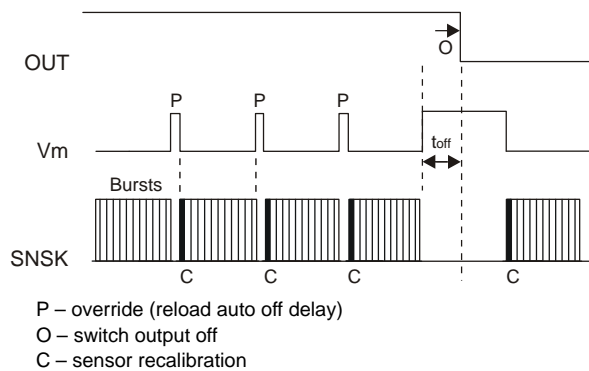 O
OUT
P P P
Vm
toff
Bursts
SNSK
C C C C
P – override (reload auto off delay)
O – switch output off
C – sensor recalibration